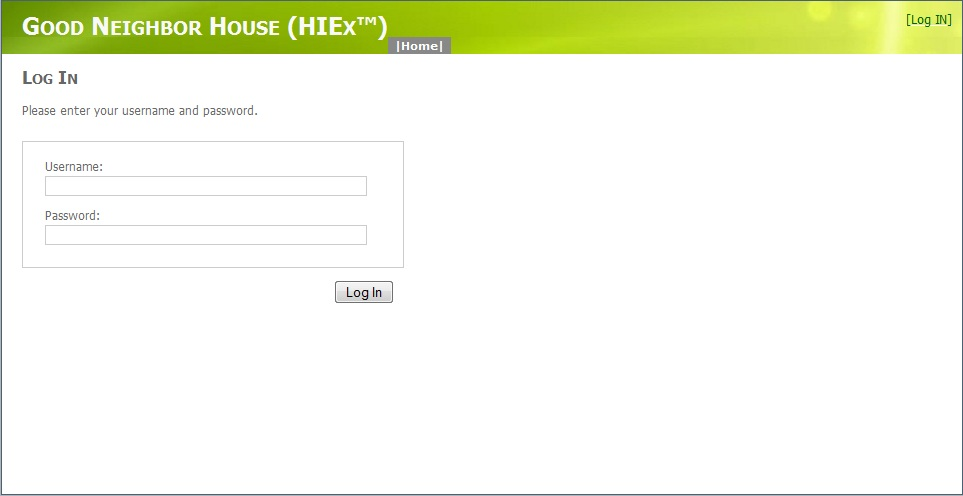 GOOD NEIGHBOR HOUSE (HIEX™)
[Log IN]
|Home|
LOG IN
Please enter your username and password.
Username:
Password:
Log In